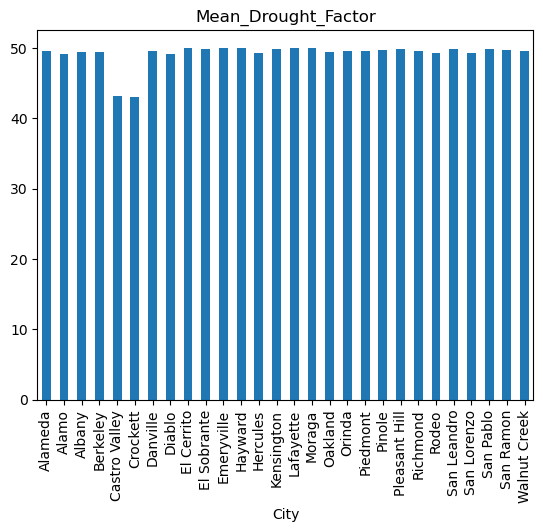 Mean_Drought_Factor
50
40
30
20
10
0
Alameda
Alamo
Albany
Berkeley
Castro Valley
Crockett
Danville
Diablo
El Cerrito
El Sobrante
Emeryville
Hayward
Hercules
Kensington
Lafayette
Moraga
Oakland
Orinda
Piedmont
Pinole
Pleasant Hill
Richmond
Rodeo
San Leandro
San Lorenzo
San Pablo
San Ramon
Walnut Creek
City